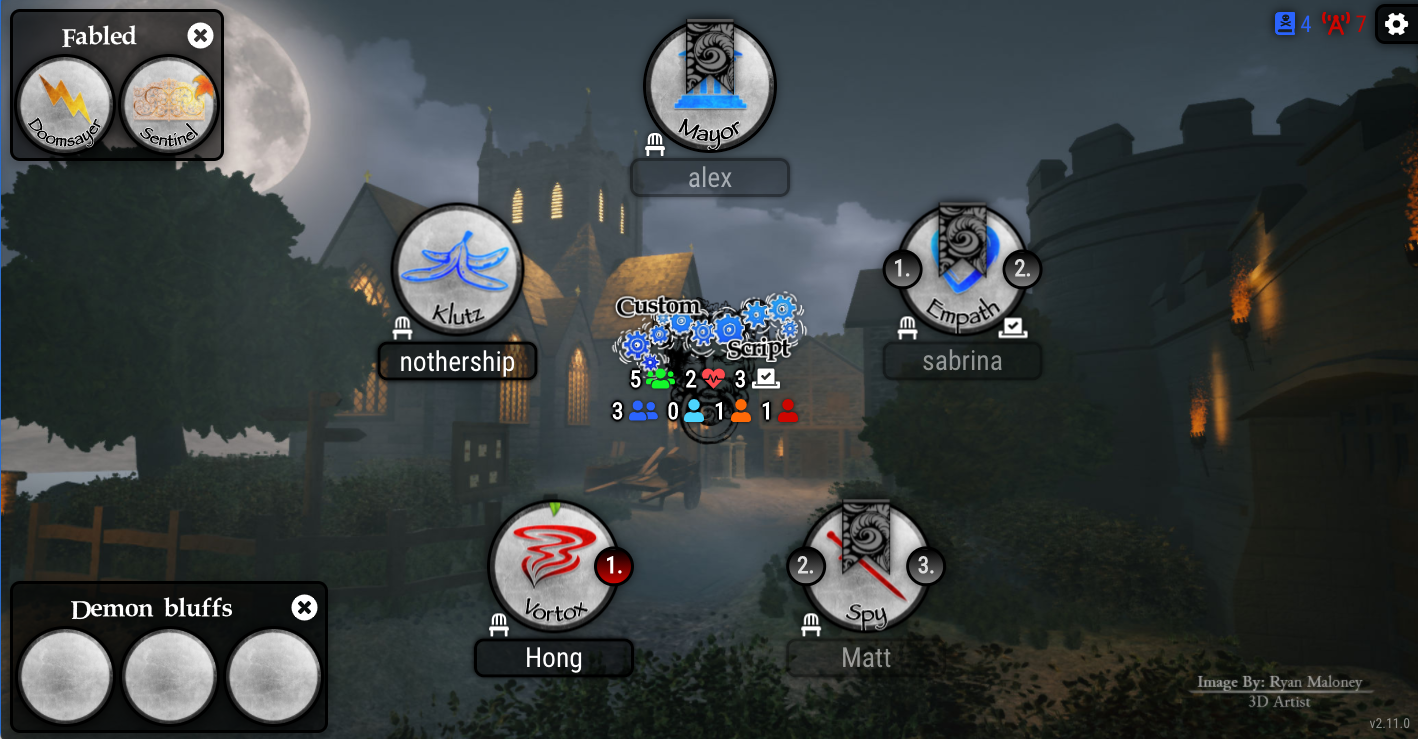 Fabled
Doomsayer
Sentinel
4
7
Mayor
alex
Klutz
nothership
1.
2.
Empath
sabrina
Custom
Script
5 2 3
3 0 1 1
Vortox
1.
Hong
2.
3.
Spy
Matt
Demon bluffs
Image By: Ryan Maloney
3D Artist
v2.11.0